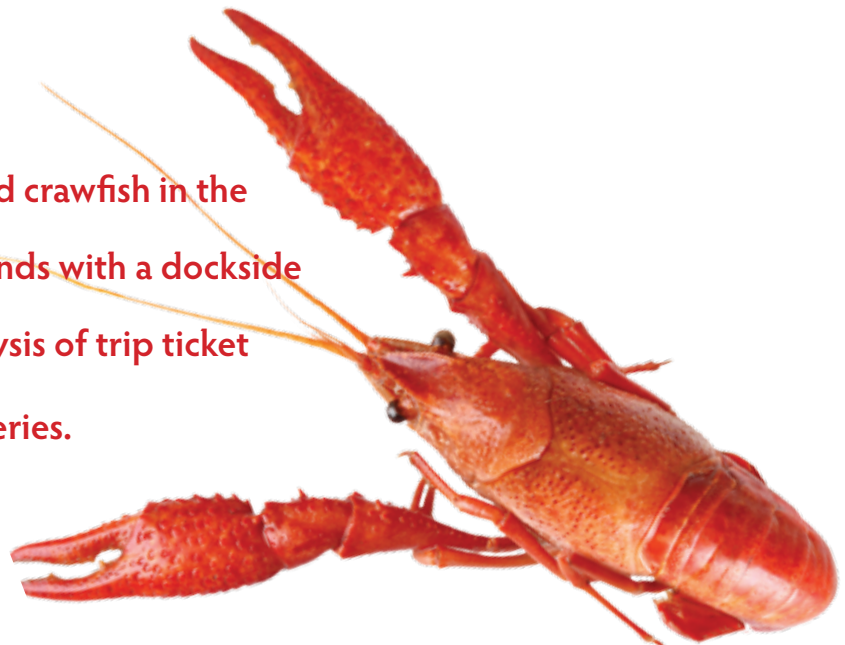 d crawfish in the
nds with a dockside
ysis of trip ticket
eries.